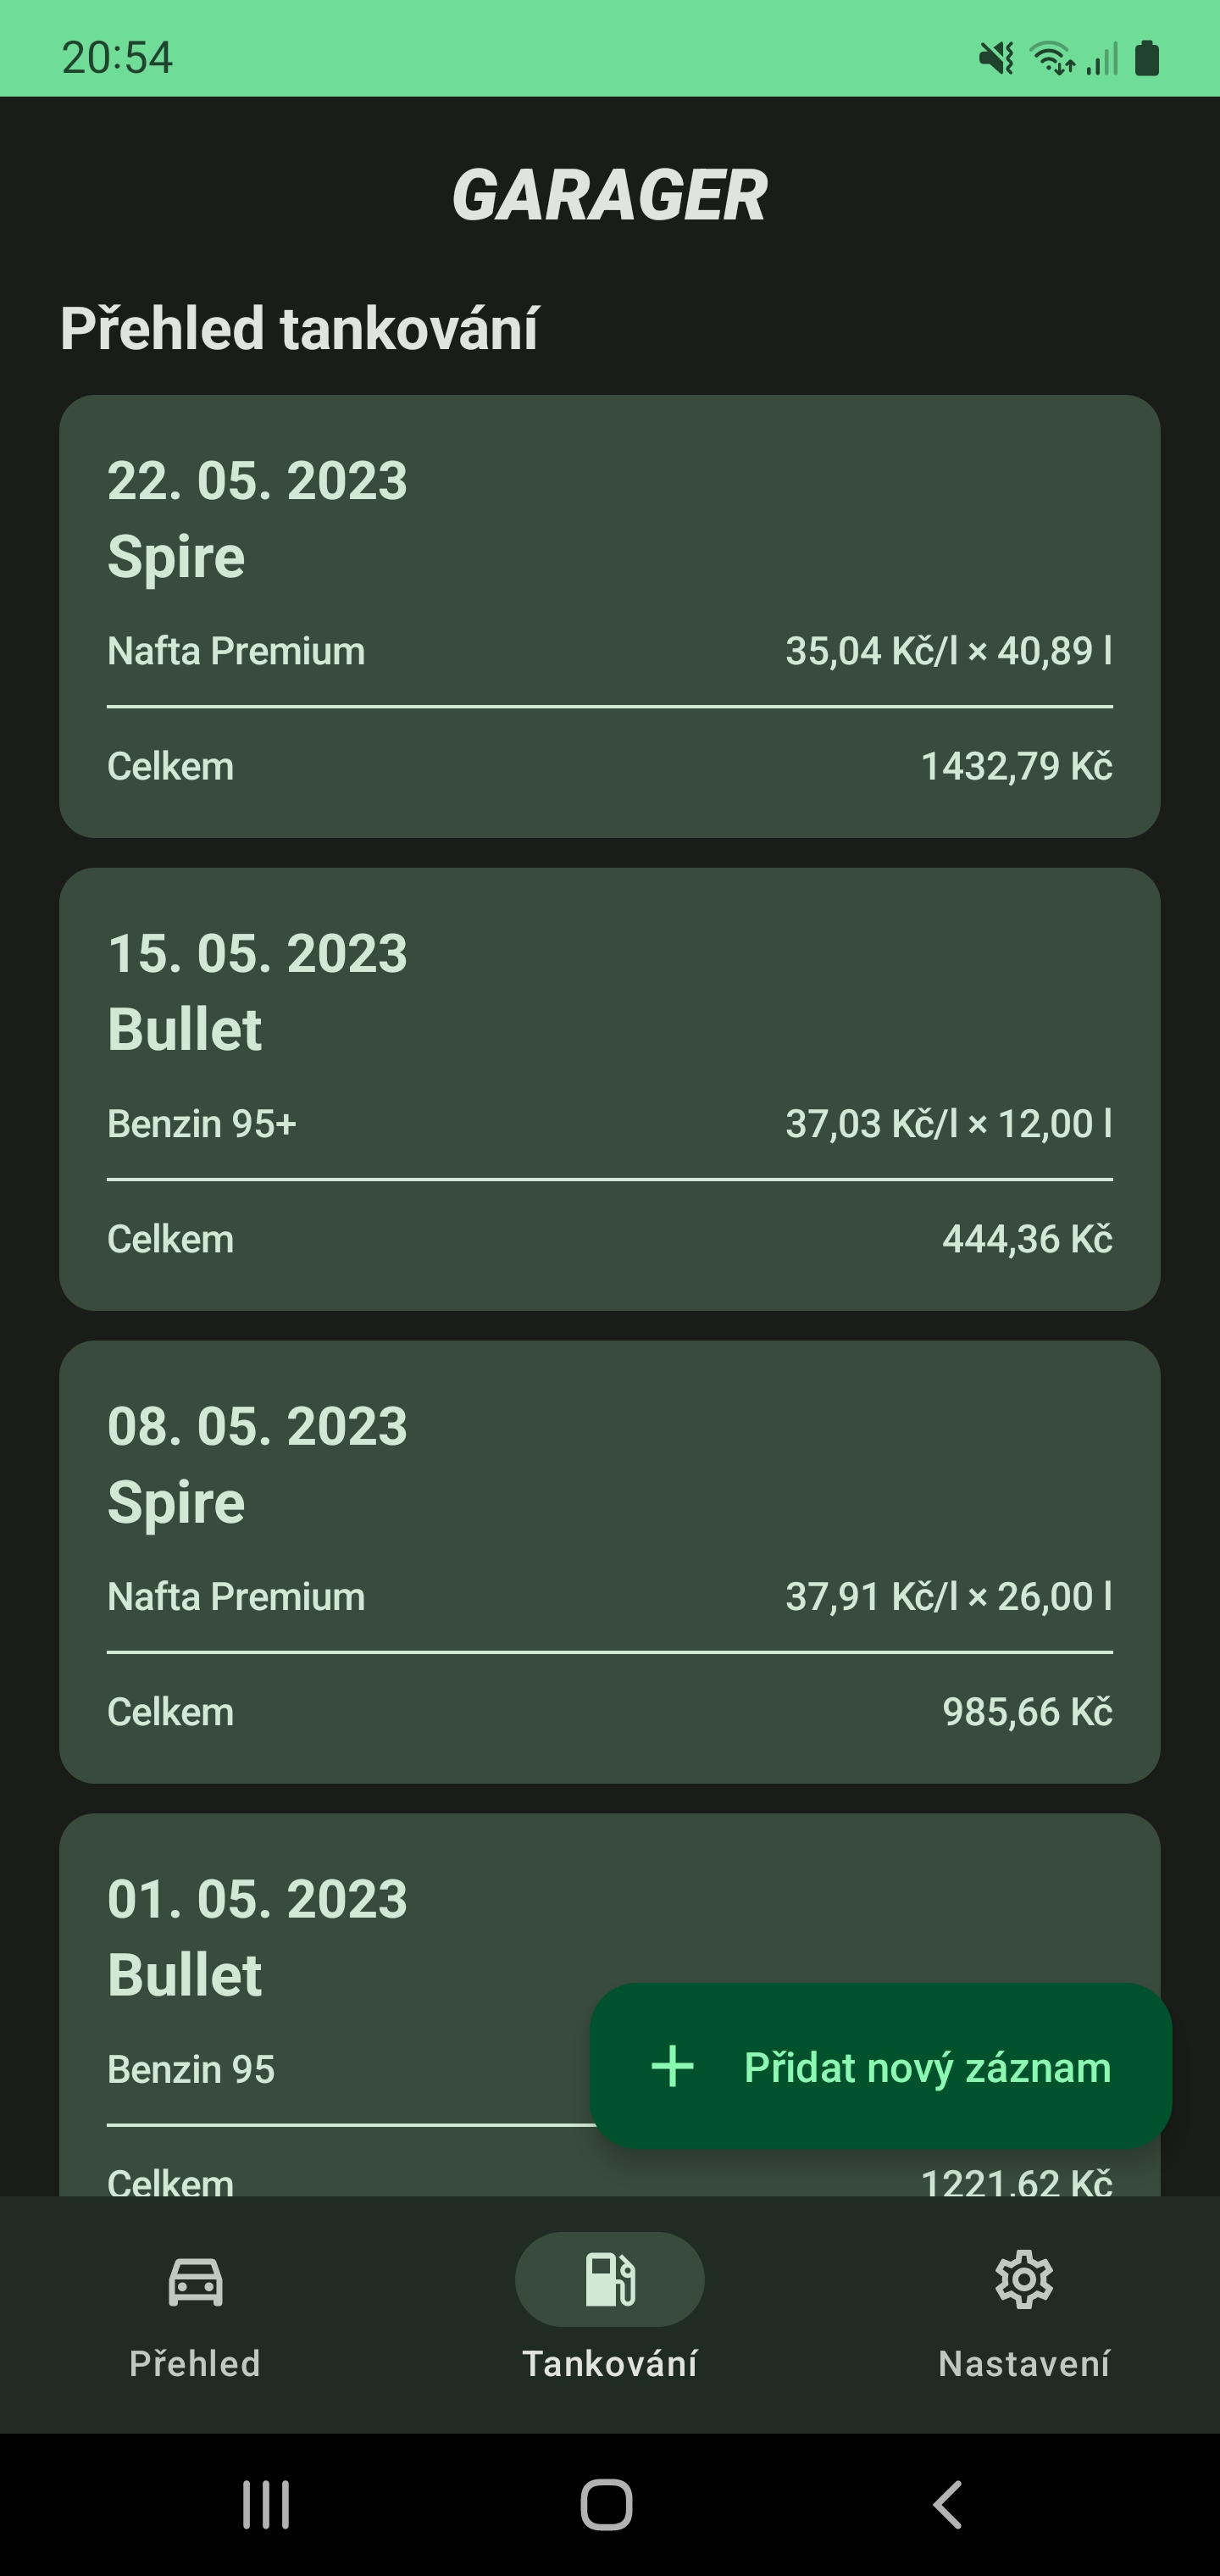 20:54
GARAGER
Přehled tankování
22. 05. 2023
Spire
Nafta Premium 35,04 Kč/l × 40,89 l
Celkem 1432,79 Kč
15. 05. 2023
Bullet
Benzin 95+ 37,03 Kč/l × 12,00 l
Celkem 444,36 Kč
08. 05. 2023
Spire
Nafta Premium 37,91 Kč/l × 26,00 l
Celkem 985,66 Kč
01. 05. 2023
Bullet
Benzin 95
Přidat nový záznam
Celkem 1221,62 Kč
Přehled Tankování Nastavení